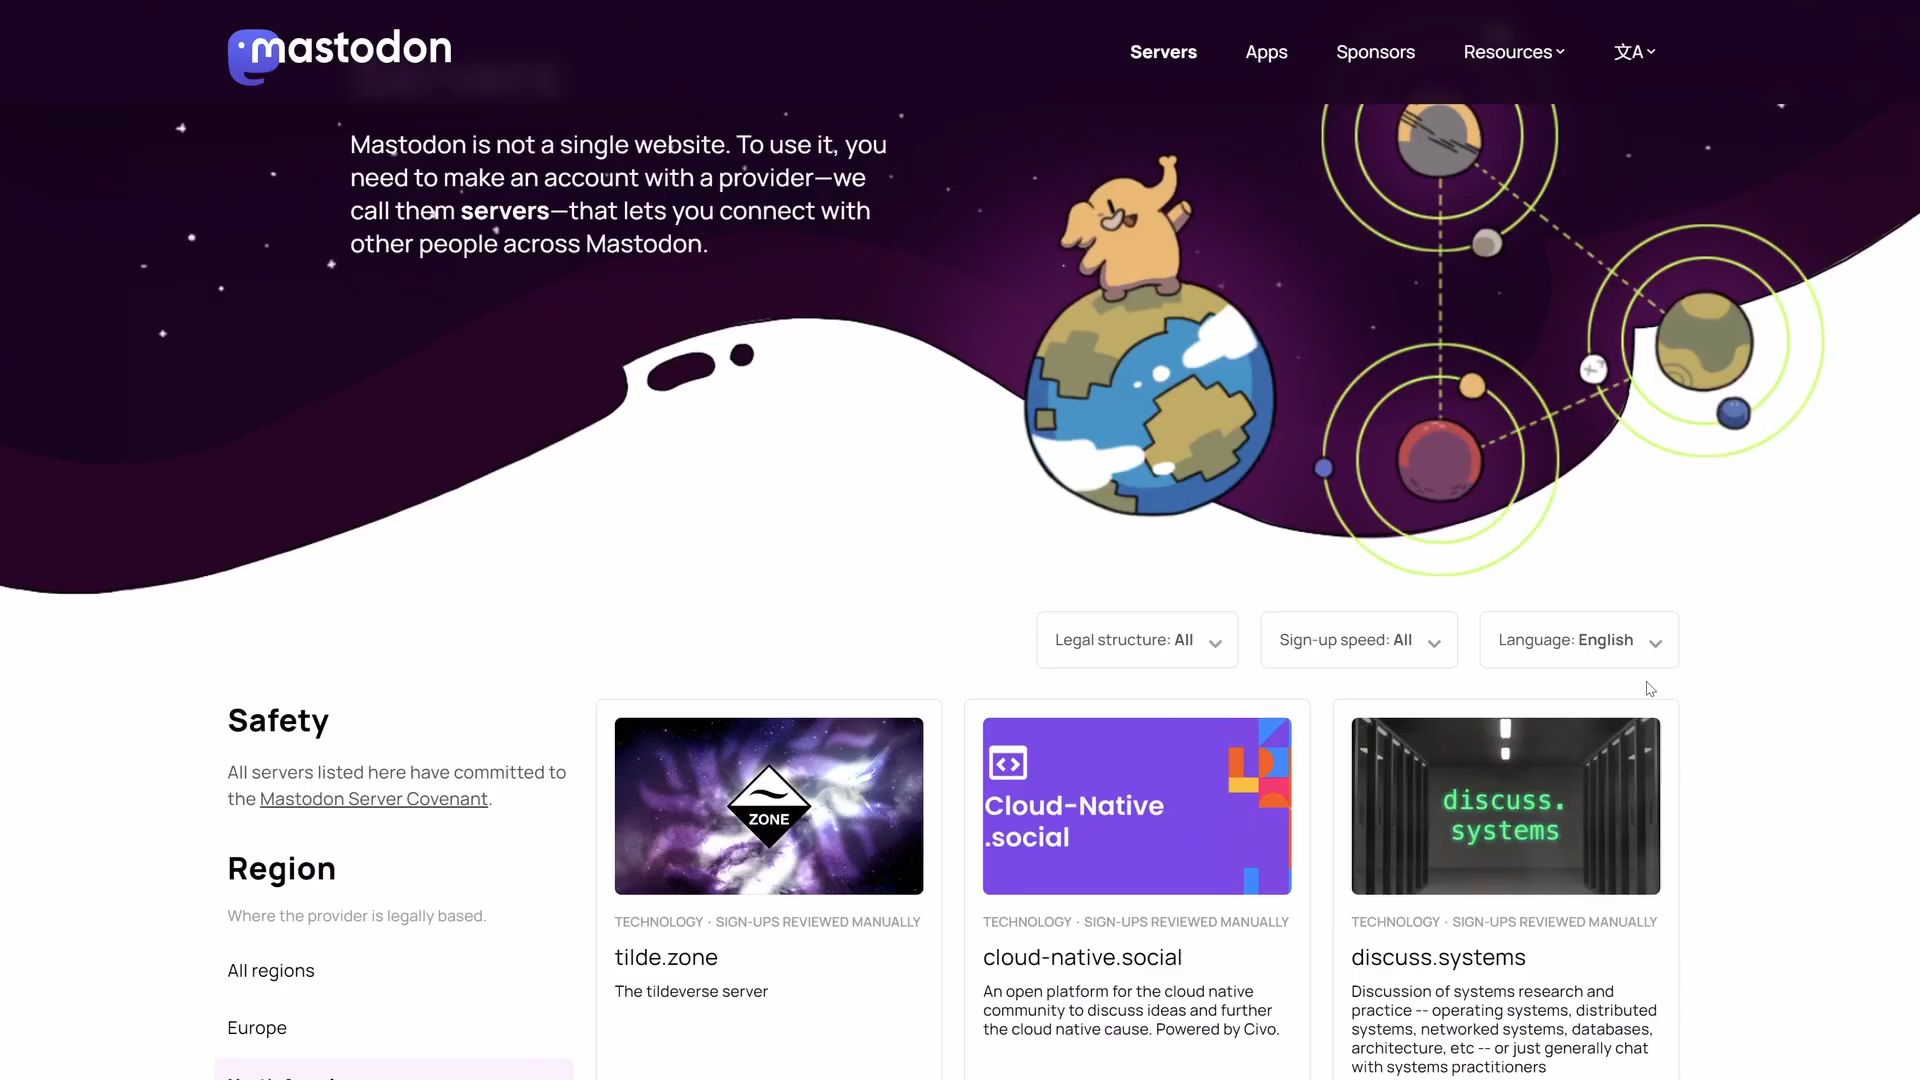 mastodon
Servers
Apps
Sponsors
Resources
文A
Mastodon is not a single website. To use it, you
need to make an account with a provider—we
call them servers—that lets you connect with
other people across Mastodon.
Legal structure: All
Sign-up speed: All
Language: English
Safety
All servers listed here have committed to
the Mastodon Server Covenant.
Region
Where the provider is legally based.
All regions
Europe
ZONE
TECHNOLOGY · SIGN-UPS REVIEWED MANUALLY
tilde.zone
The tildeverse server
Cloud-Native
.social
TECHNOLOGY · SIGN-UPS REVIEWED MANUALLY
cloud-native.social
An open platform for the cloud native
community to discuss ideas and further
the cloud native cause. Powered by Civo.
discuss.
systems
TECHNOLOGY · SIGN-UPS REVIEWED MANUALLY
discuss.systems
Discussion of systems research and
practice -- operating systems, distributed
systems, networked systems, databases,
architecture, etc -- or just generally chat
with systems practitioners